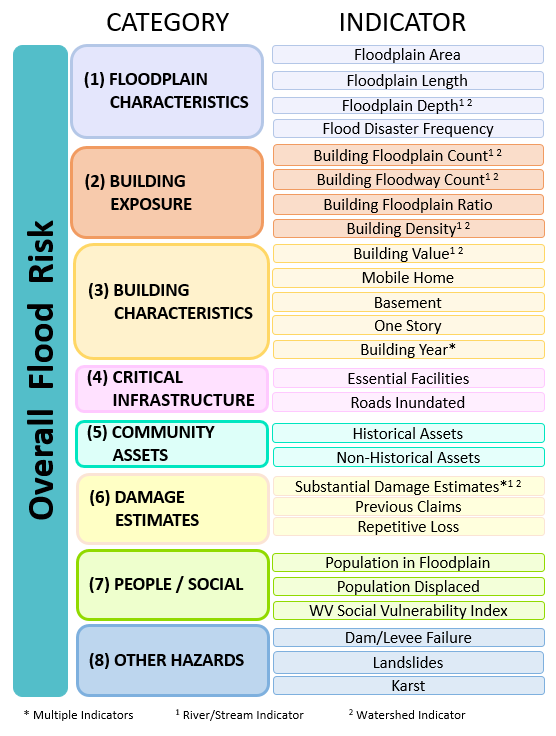 CATEGORY
INDICATOR
Overall Flood Risk
(1) FLOODPLAIN
CHARACTERISTICS
Floodplain Area
Floodplain Length
Floodplain Depth¹ ²
Flood Disaster Frequency
(2) BUILDING
EXPOSURE
Building Floodplain Count¹ ²
Building Floodway Count¹ ²
Building Floodplain Ratio
Building Density¹ ²
(3) BUILDING
CHARACTERISTICS
Building Value¹ ²
Mobile Home
Basement
One Story
Building Year*
(4) CRITICAL
INFRASTRUCTURE
Essential Facilities
Roads Inundated
(5) COMMUNITY
ASSETS
Historical Assets
Non-Historical Assets
(6) DAMAGE
ESTIMATES
Substantial Damage Estimates*¹ ²
Previous Claims
Repetitive Loss
(7) PEOPLE / SOCIAL
Population in Floodplain
Population Displaced
WV Social Vulnerability Index
(8) OTHER HAZARDS
Dam/Levee Failure
Landslides
Karst
* Multiple Indicators
¹ River/Stream Indicator
² Watershed Indicator